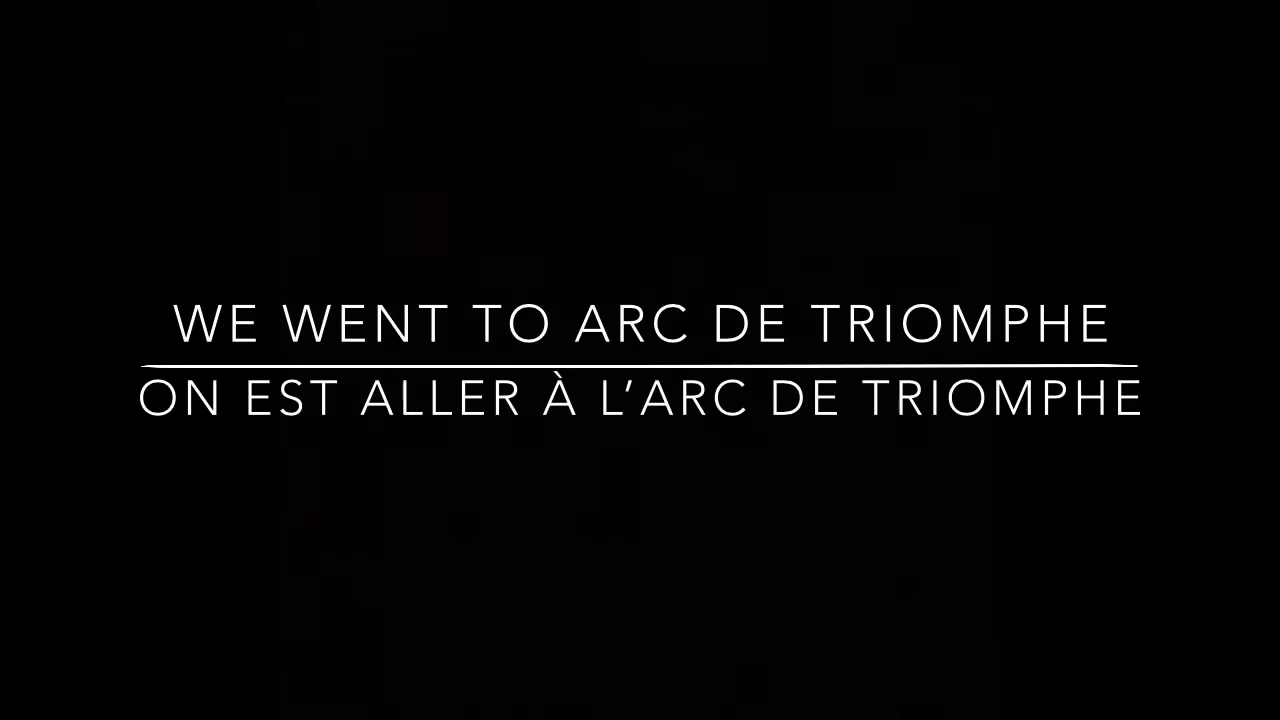 WE WENT TO ARC DE TRIOMPHE
ON EST ALLER À L’ARC DE TRIOMPHE